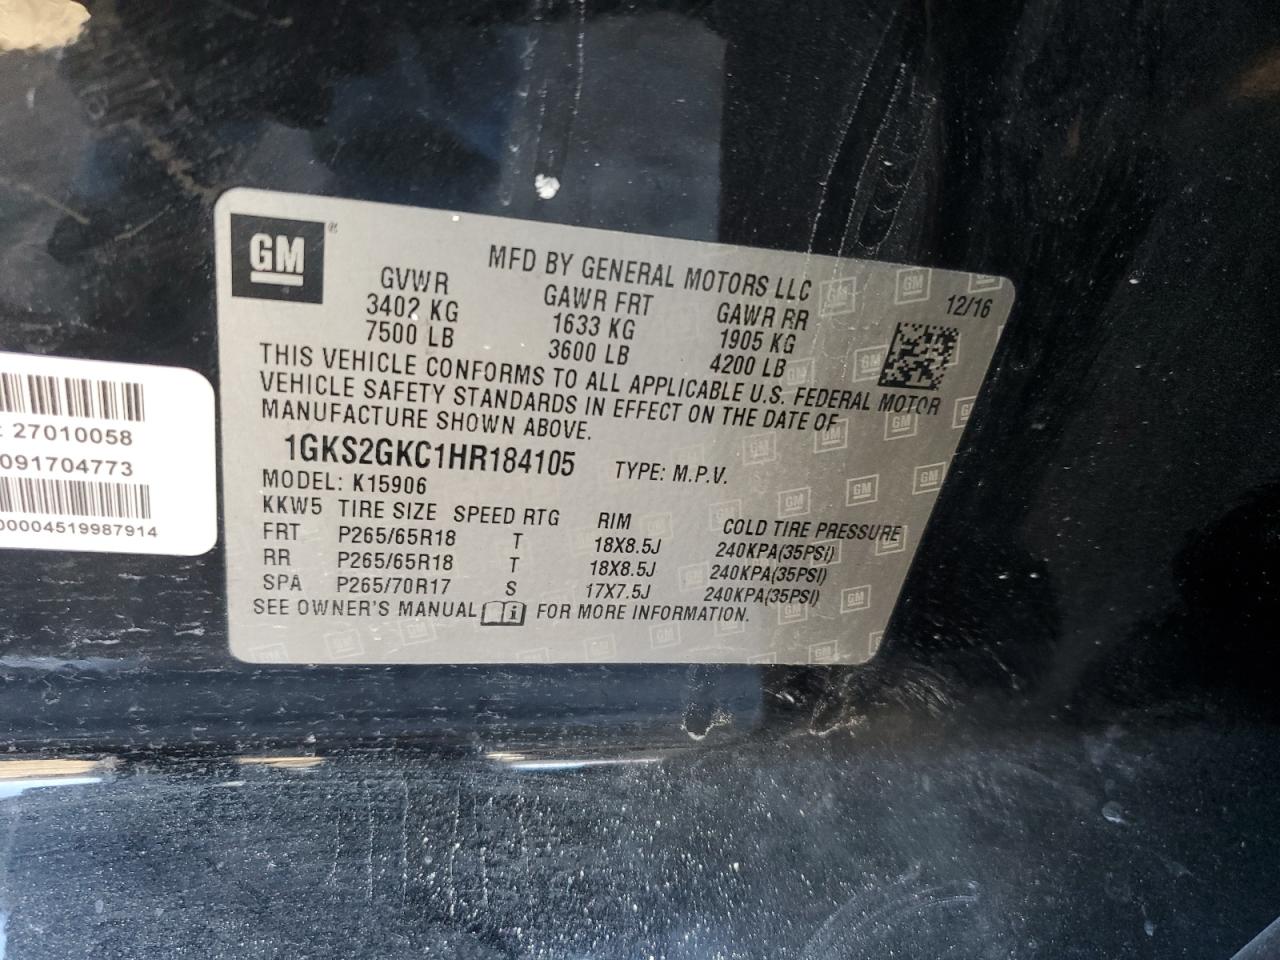 GM ®
MFD BY GENERAL MOTORS LLC
12/16
GVWR GAWR FRT GAWR RR
3402 KG 1633 KG 1905 KG
7500 LB 3600 LB 4200 LB
THIS VEHICLE CONFORMS TO ALL APPLICABLE U.S. FEDERAL MOTOR
VEHICLE SAFETY STANDARDS IN EFFECT ON THE DATE OF
MANUFACTURE SHOWN ABOVE.
1GKS2GKC1HR184105 TYPE: M.P.V.
MODEL: K15906
KKW5 TIRE SIZE SPEED RTG RIM COLD TIRE PRESSURE
FRT P265/65R18 T 18X8.5J 240KPA(35PSI)
RR P265/65R18 T 18X8.5J 240KPA(35PSI)
SPA P265/70R17 S 17X7.5J 240KPA(35PSI)
SEE OWNER'S MANUAL i FOR MORE INFORMATION.
: 27010058
091704773
00004519987914